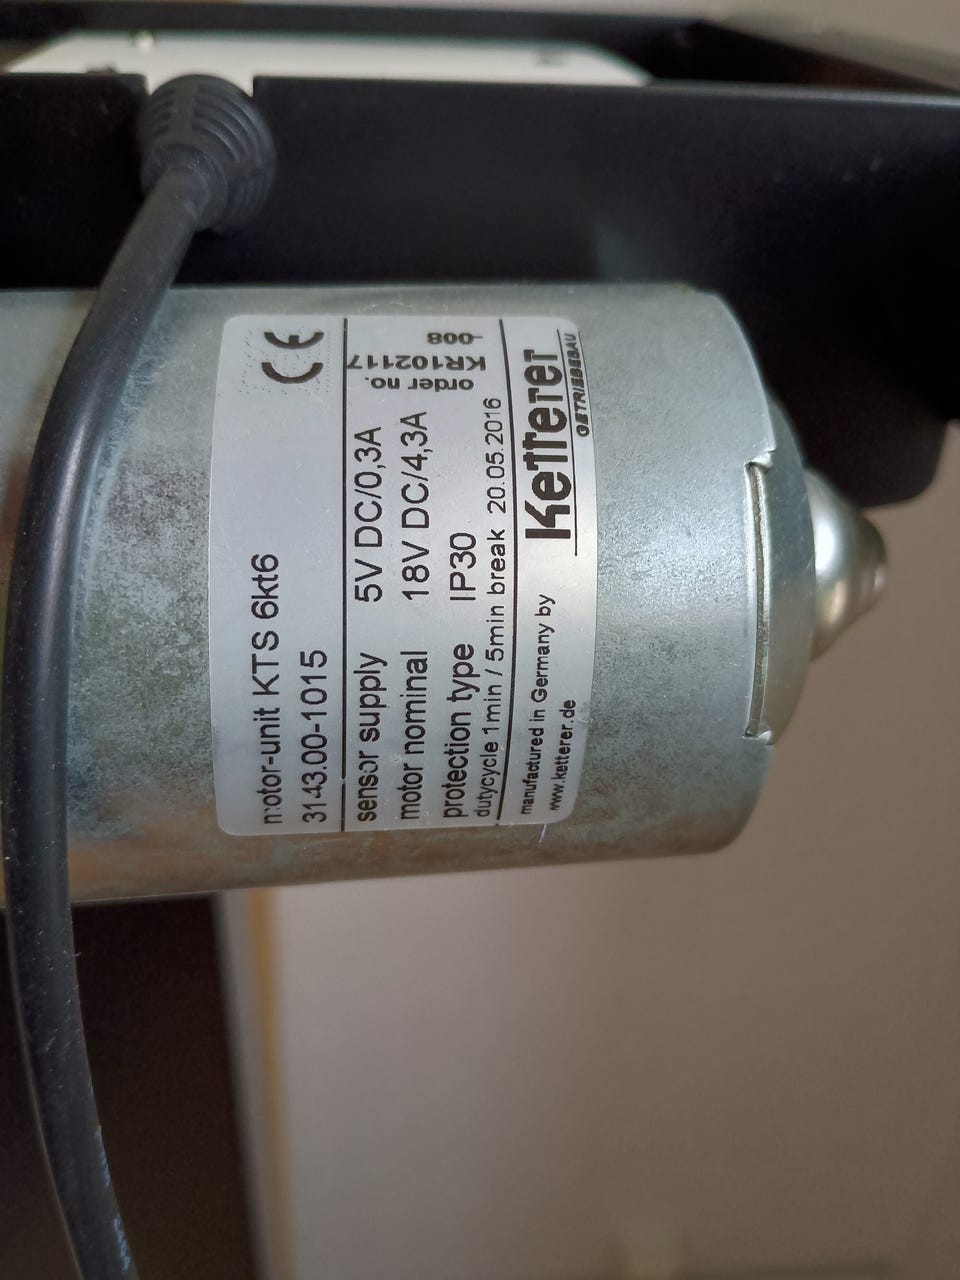 motor-unit KTS 6kt6
3143.00-1015
CE
sensor supply 5V DC/0,3A
motor nominal 18V DC/4,3A
protection type IP30
dutycycle 1min / 5min break 20.05.2016
order no.
KR102117
-008
manufactured in Germany by
www.ketterer.de
Ketterer
GETRIEBEBAU